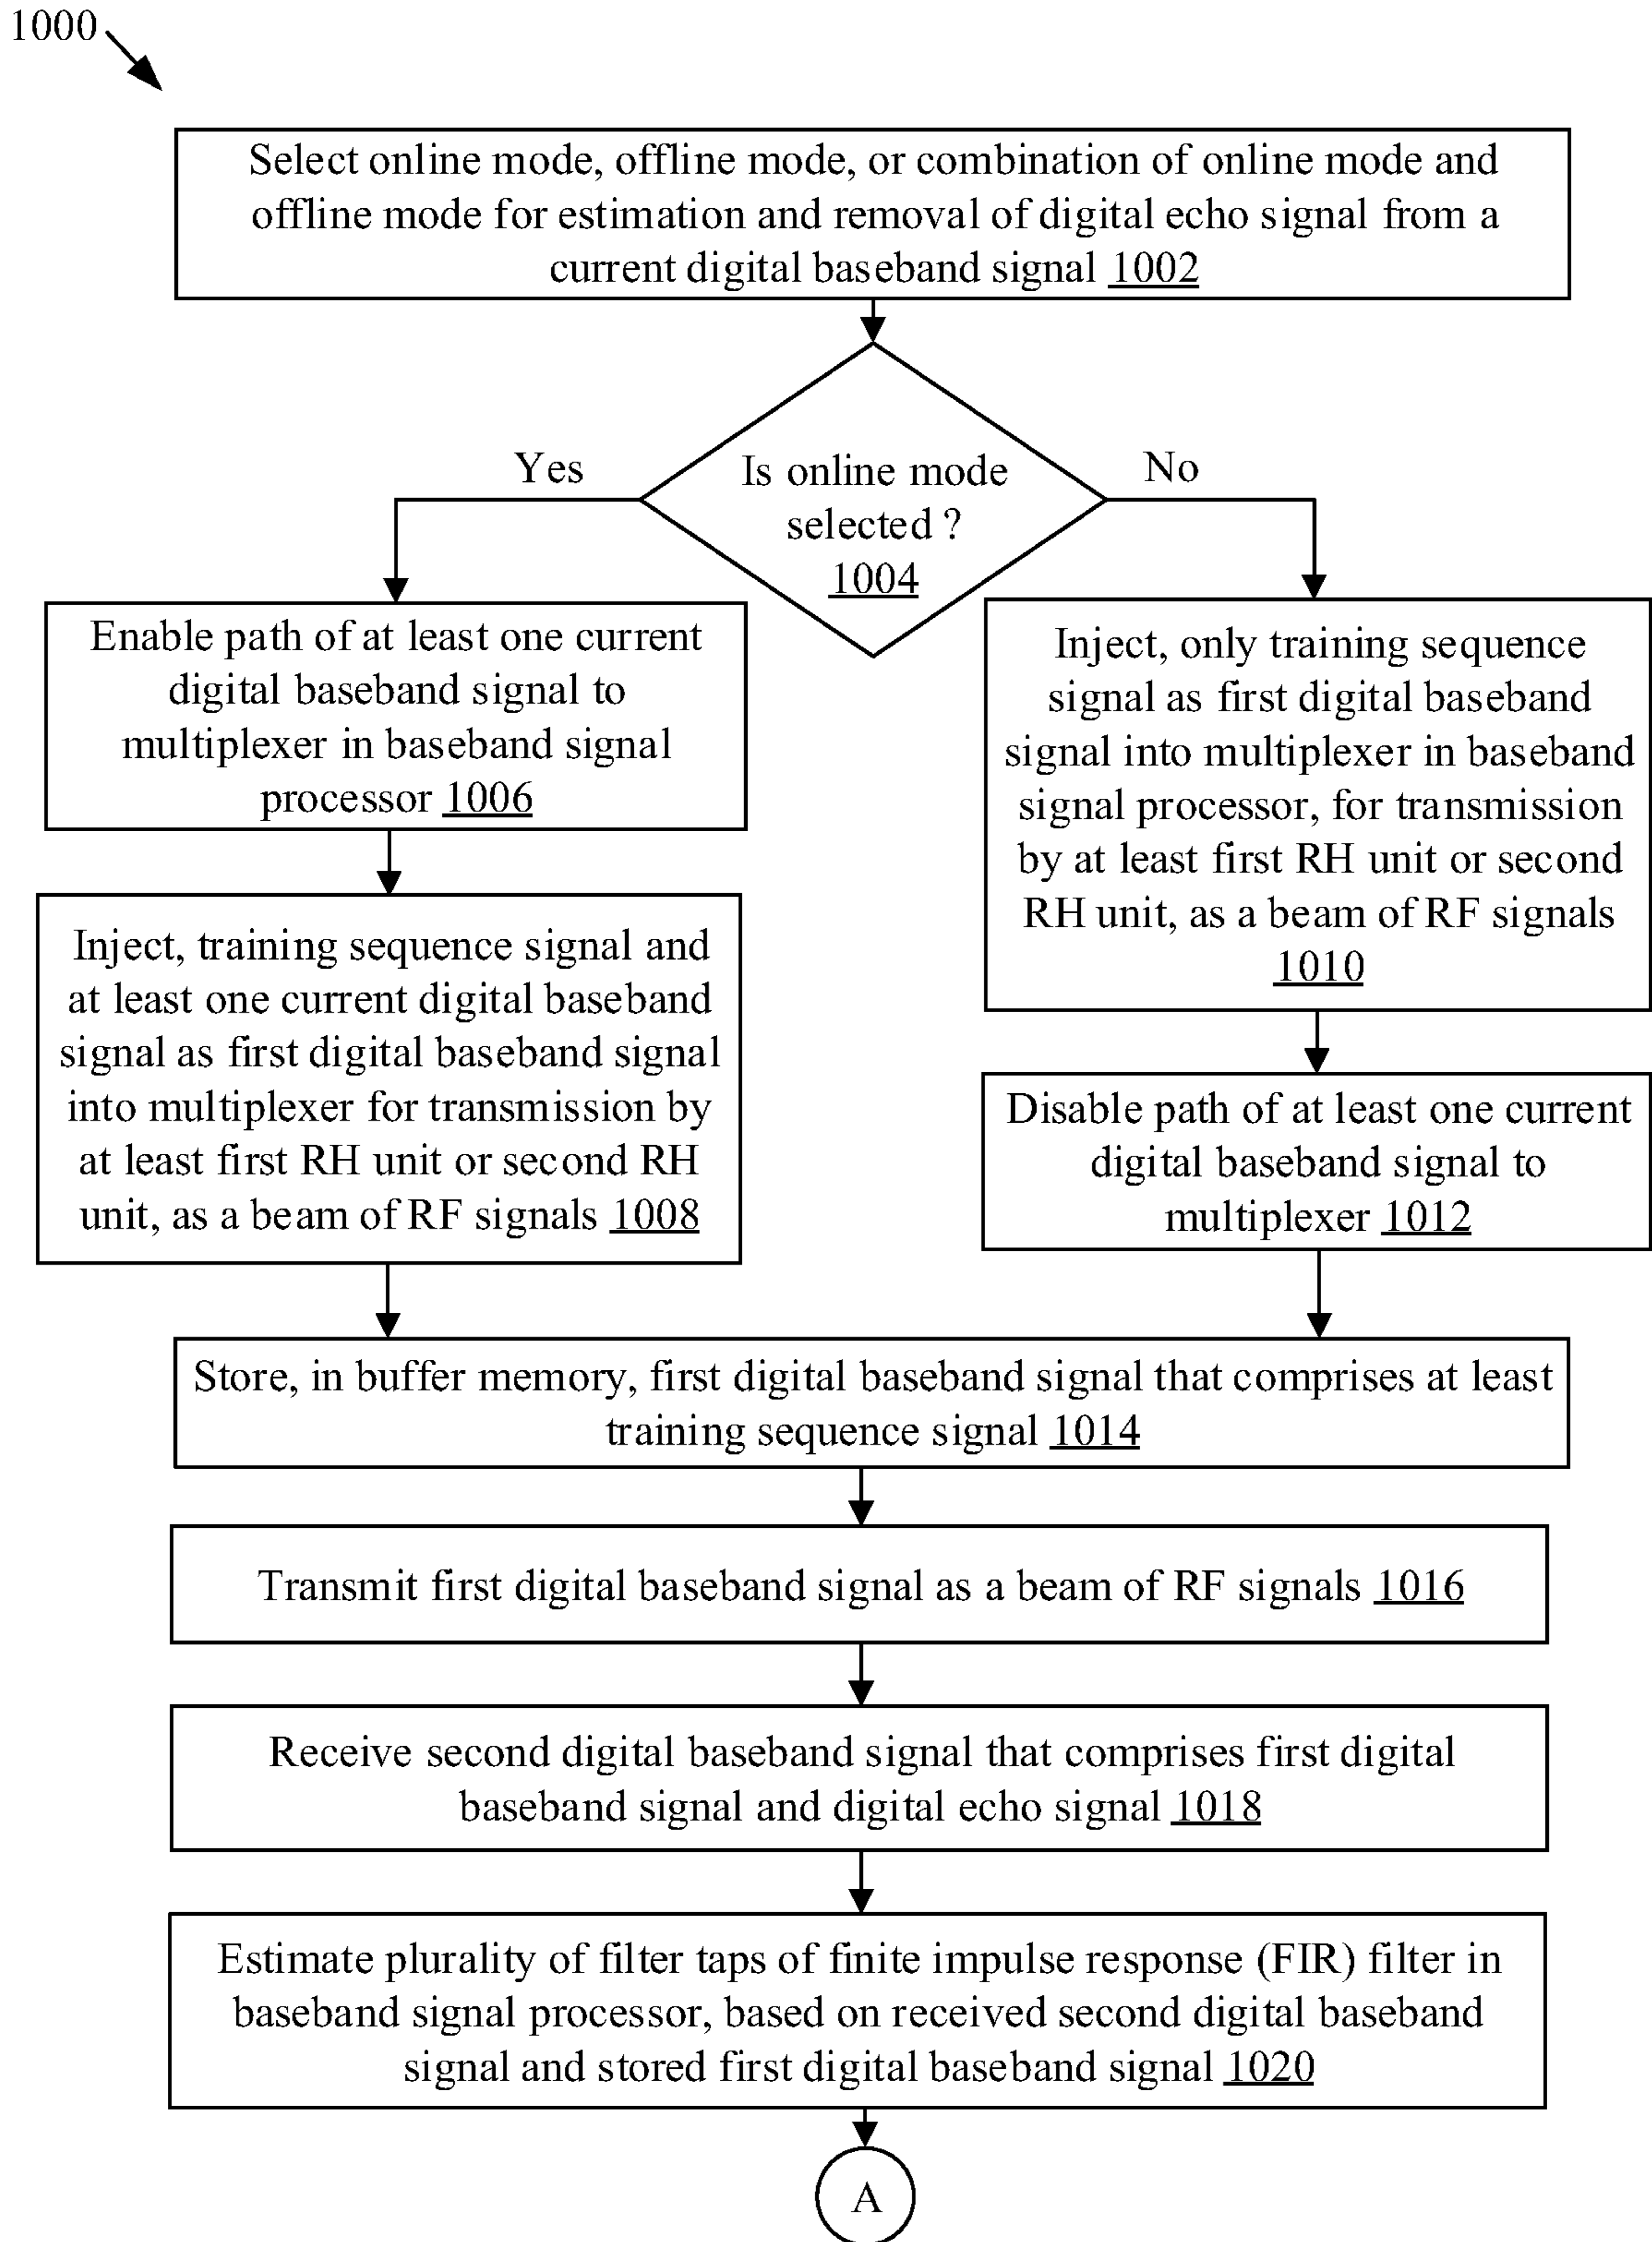 1000
Select online mode, offline mode, or combination of online mode and
offline mode for estimation and removal of digital echo signal from a
current digital baseband signal 1002
Yes
Is online mode
selected ?
1004
No
Enable path of at least one current
digital baseband signal to
multiplexer in baseband signal
processor 1006
Inject, training sequence signal and
at least one current digital baseband
signal as first digital baseband signal
into multiplexer for transmission by
at least first RH unit or second RH
unit, as a beam of RF signals 1008
Inject, only training sequence
signal as first digital baseband
signal into multiplexer in baseband
signal processor, for transmission
by at least first RH unit or second
RH unit, as a beam of RF signals
1010
Disable path of at least one current
digital baseband signal to
multiplexer 1012
Store, in buffer memory, first digital baseband signal that comprises at least
training sequence signal 1014
Transmit first digital baseband signal as a beam of RF signals 1016
Receive second digital baseband signal that comprises first digital
baseband signal and digital echo signal 1018
Estimate plurality of filter taps of finite impulse response (FIR) filter in
baseband signal processor, based on received second digital baseband
signal and stored first digital baseband signal 1020
A